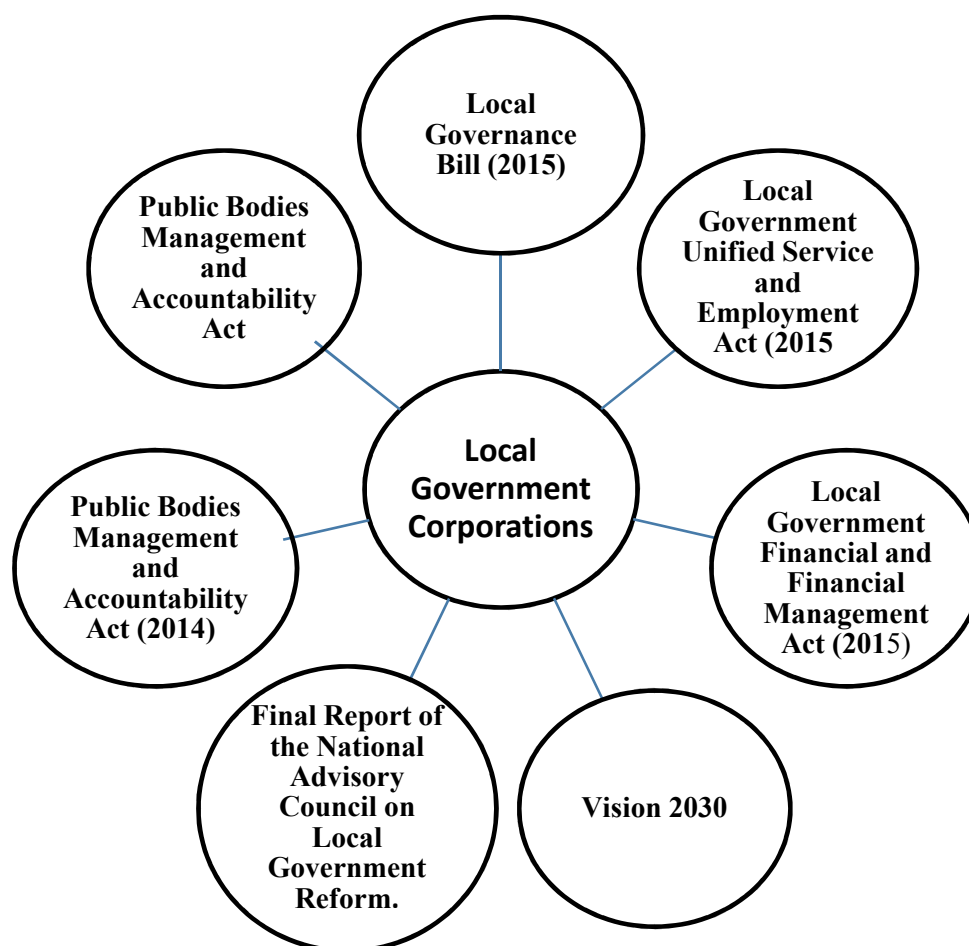 Local
Governance
Bill (2015)
Local
Government
Unified Service
and
Employment
Act (2015
Local
Government
Financial and
Financial
Management
Act (2015)
Vision 2030
Final Report of
the National
Advisory
Council on
Local
Government
Reform.
Public Bodies
Management
and
Accountability
Act (2014)
Public Bodies
Management
and
Accountability
Act
Local
Government
Corporations